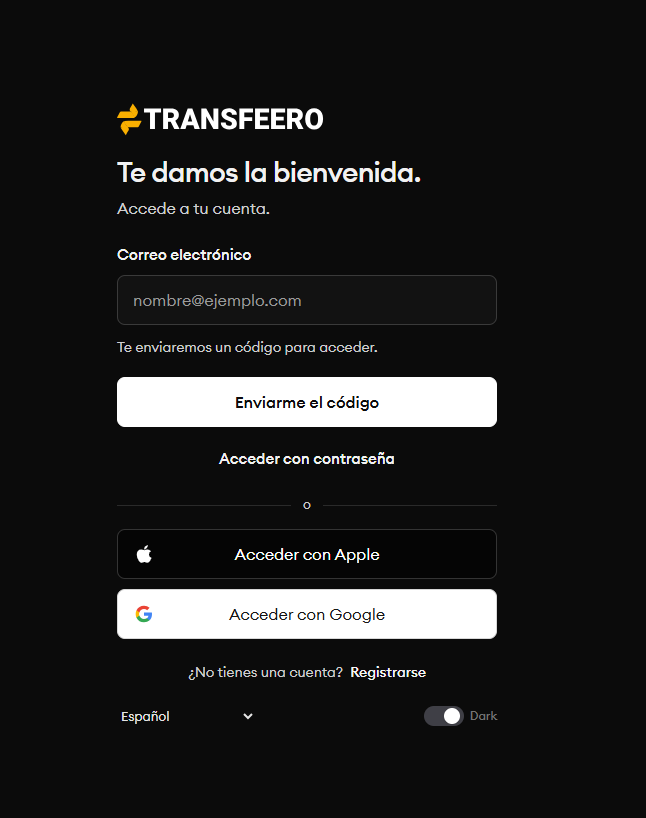 TRANSFEERO
Te damos la bienvenida.
Accede a tu cuenta.
Correo electrónico
nombre@ejemplo.com
Te enviaremos un código para acceder.
Enviarme el código
Acceder con contraseña
o
Acceder con Apple
Acceder con Google
¿No tienes una cuenta? Registrarse
Español Dark